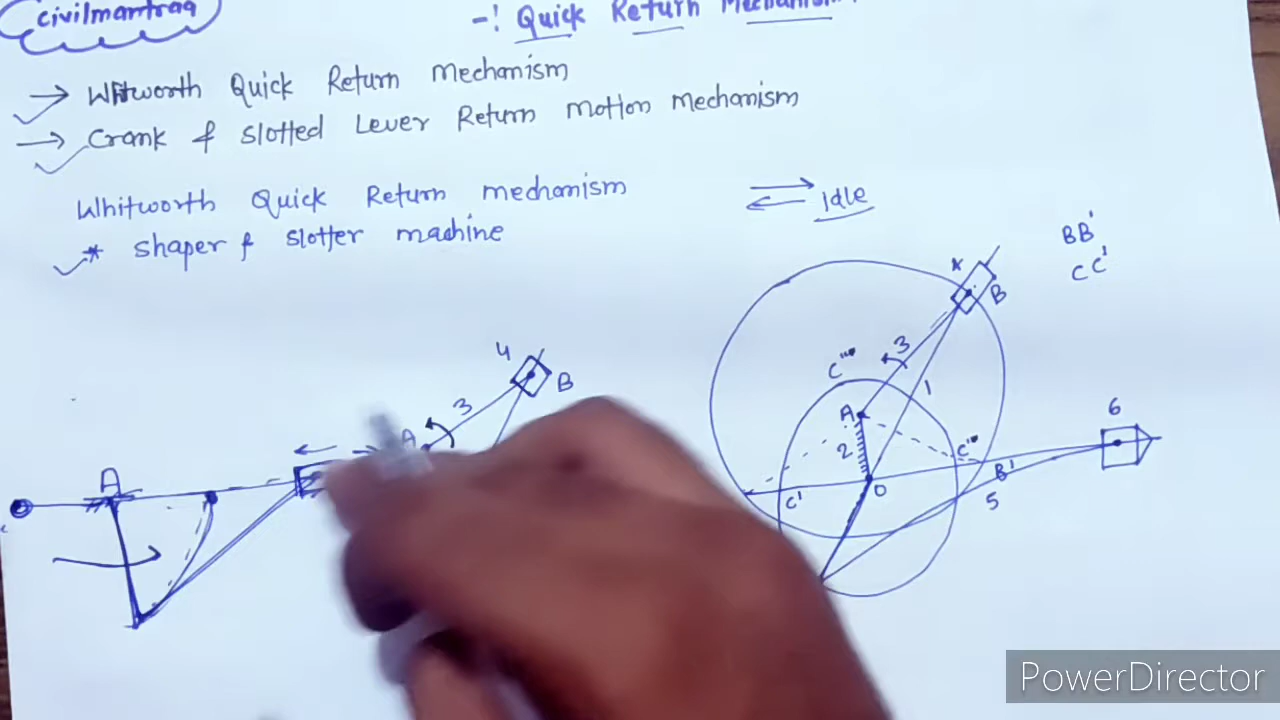 civilmantraa
-! Quick Return Mechanism
→ Whitworth Quick Return Mechanism
→ Crank & Slotted Lever Return motion mechanism
Whitworth Quick Return mechanism
* shaper & slotter machine
Idle
BB'
CC'
B
3
C'''
1
A
2
C''
6
C'
O
B'
5
4
B
3
A
A
PowerDirector